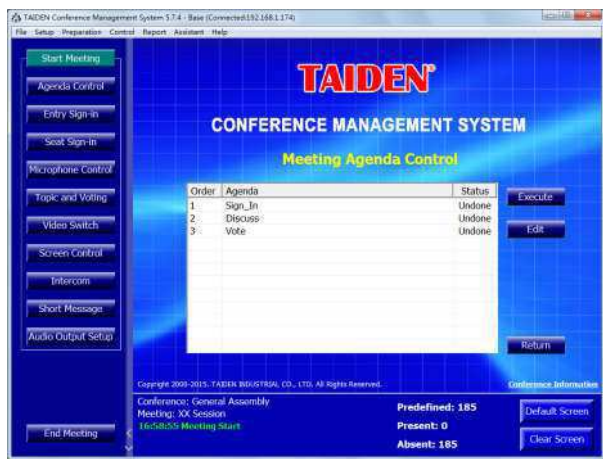 TAIDEN Conference Management System 5.7.4 - Base (Connected:192.168.1.174)
File Setup Preparation Control Report Assistant Help
Start Meeting
Agenda Control
Entry Sign-in
Seat Sign-in
Microphone Control
Topic and Voting
Video Switch
Screen Control
Intercom
Short Message
Audio Output Setup
End Meeting
TAIDEN®
CONFERENCE MANAGEMENT SYSTEM
Meeting Agenda Control
Order Agenda Status
1 Sign_In Undone
2 Discuss Undone
3 Vote Undone
Execute
Edit
Return
Copyright 2000-2015. TAIDEN INDUSTRIAL CO., LTD. All Rights Reserved.
Conference Information
Conference: General Assembly
Meeting: XX Session
16:58:55 Meeting Start
Predefined: 185
Present: 0
Absent: 185
Default Screen
Clear Screen